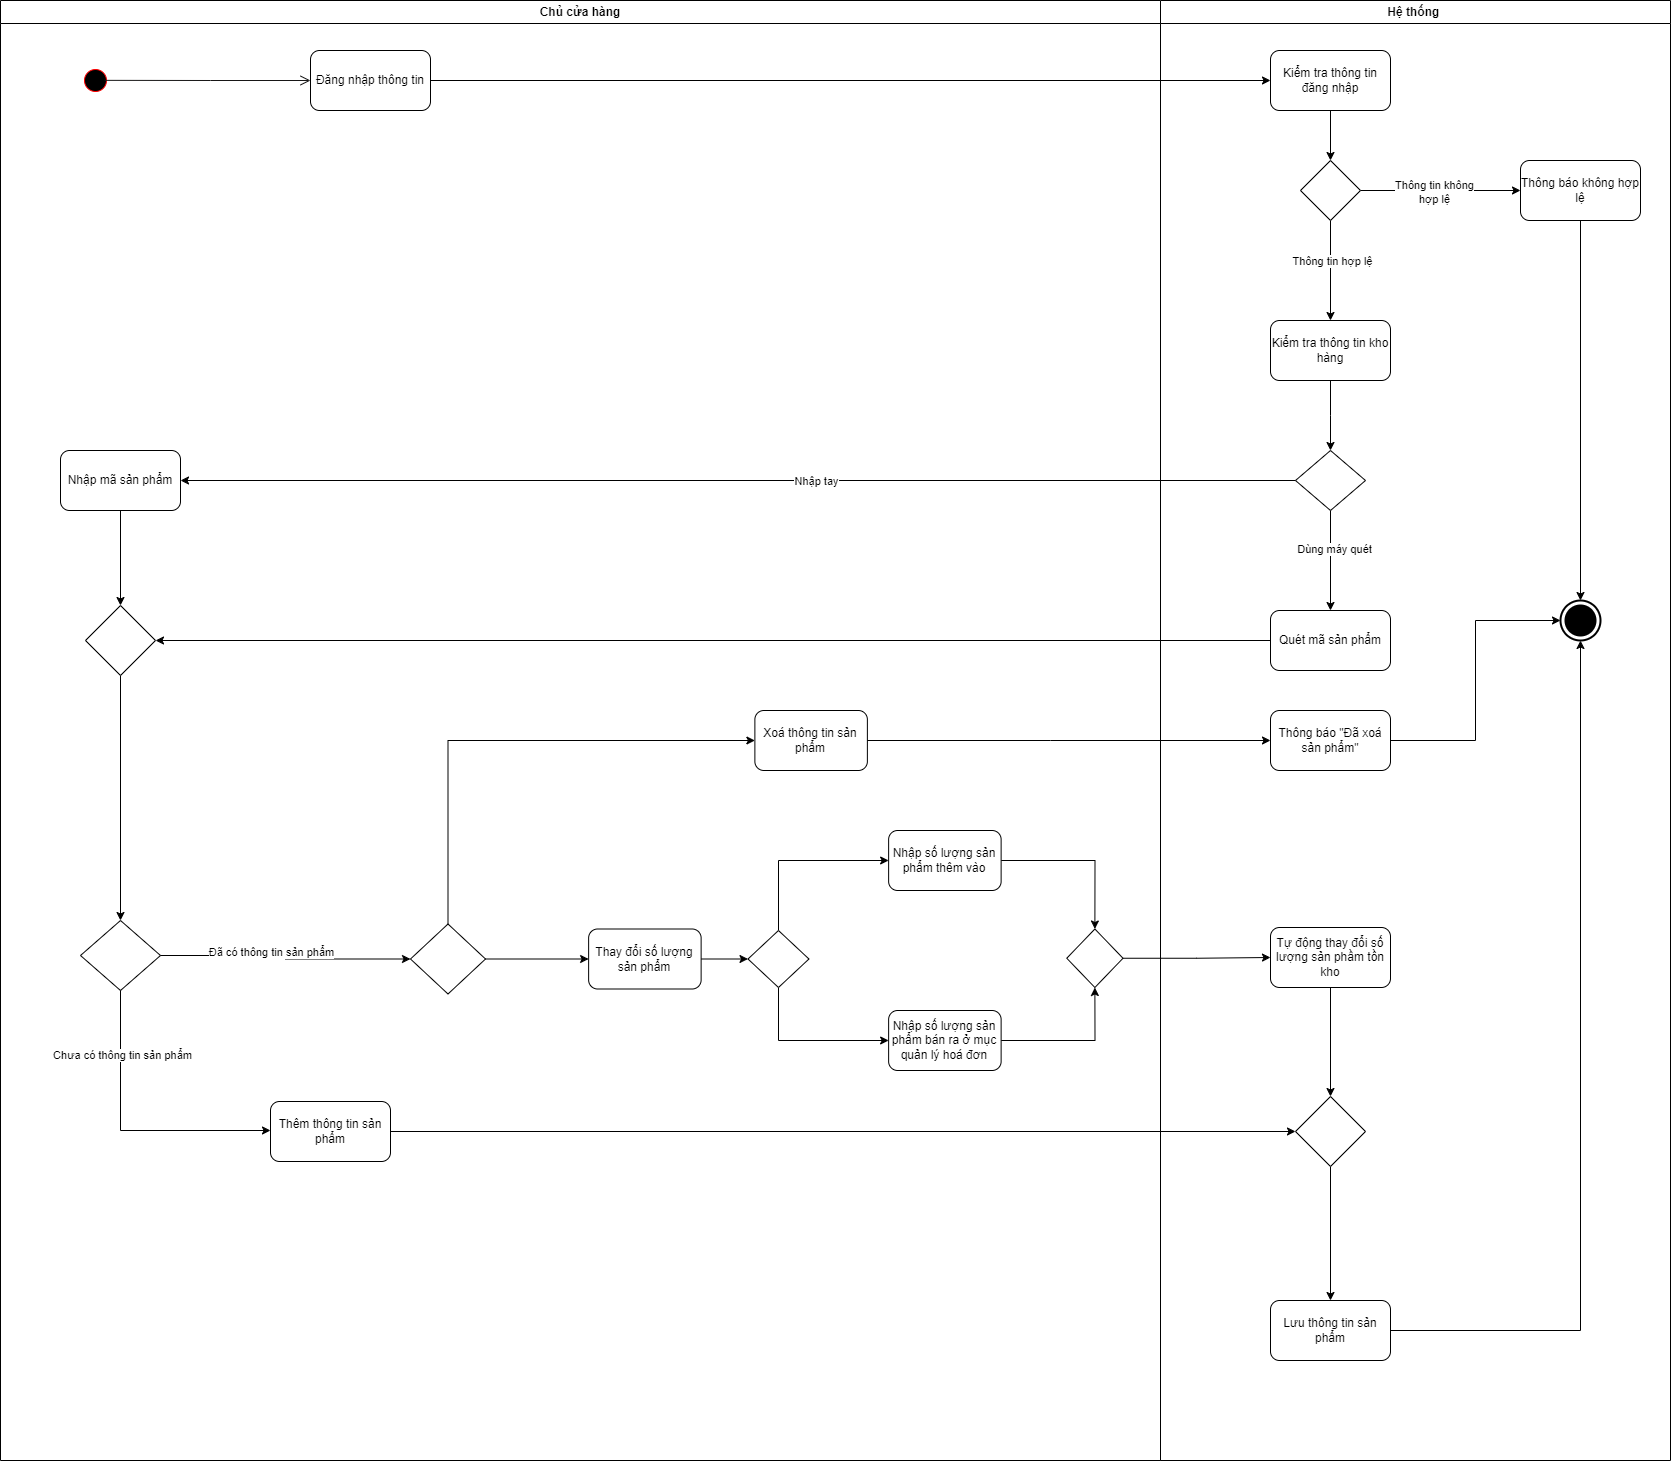 Chủ cửa hàng
Hệ thống
Đăng nhập thông tin
Kiểm tra thông tin
đăng nhập
Thông tin không
hợp lệ
Thông báo không hợp
lệ
Thông tin hợp lệ
Kiểm tra thông tin kho
hàng
Nhập mã sản phẩm
Nhập tay
Dùng máy quét
Quét mã sản phẩm
Xoá thông tin sản
phẩm
Thông báo "Đã xoá
sản phẩm"
Nhập số lượng sản
phẩm thêm vào
Đã có thông tin sản phẩm
Thay đổi số lượng
sản phẩm
Tự động thay đổi số
lượng sản phẩm tồn
kho
Nhập số lượng sản
phẩm bán ra ở mục
quản lý hoá đơn
Chưa có thông tin sản phẩm
Thêm thông tin sản
phẩm
Lưu thông tin sản
phẩm